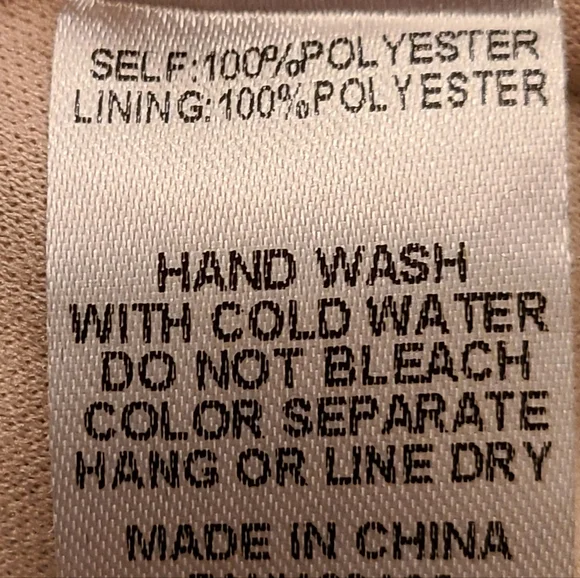 SELF:100%POLYESTER
LINING:100%POLYESTER
HAND WASH
WITH COLD WATER
DO NOT BLEACH
COLOR SEPARATE
HANG OR LINE DRY
MADE IN CHINA